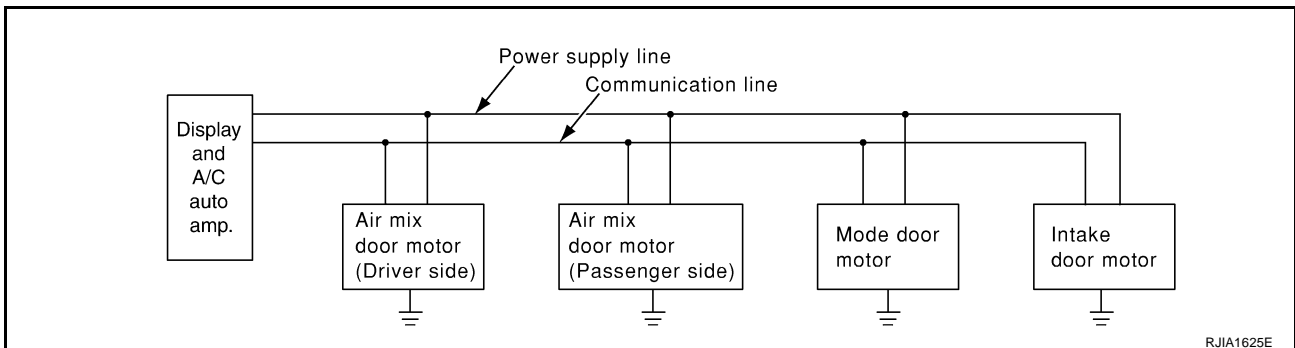 Power supply line
Communication line
Display
and
A/C
auto
amp.
Air mix
door motor
(Driver side)
Air mix
door motor
(Passenger side)
Mode door
motor
Intake
door motor
RJIA1625E